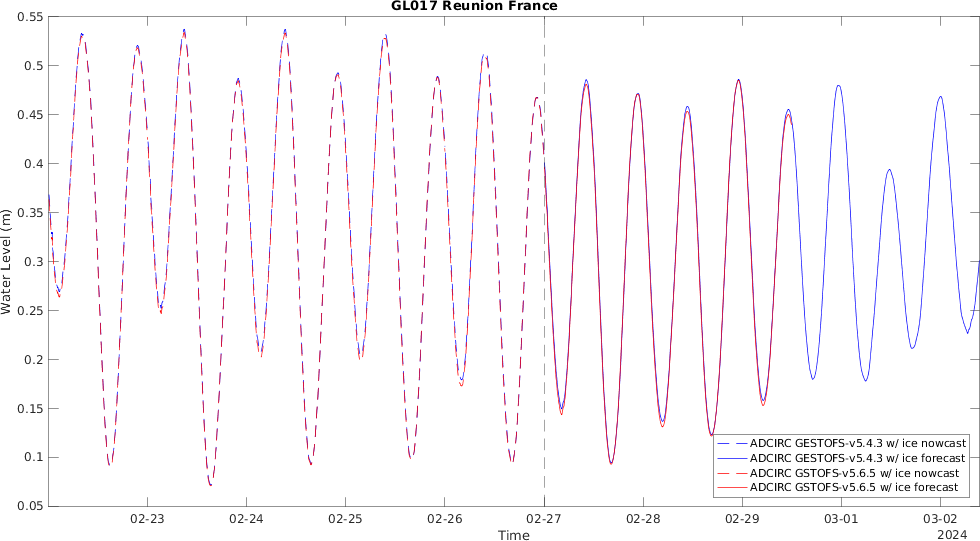 GL017 Reunion France
0.55
0.5
0.45
0.4
0.35
0.3
0.25
0.2
0.15
0.1
0.05
Water Level (m)
ADCIRC GESTOFS-v5.4.3 w/ ice nowcast
ADCIRC GESTOFS-v5.4.3 w/ ice forecast
ADCIRC GSTOFS-v5.6.5 w/ ice nowcast
ADCIRC GSTOFS-v5.6.5 w/ ice forecast
02-23 02-24 02-25 02-26 02-27 02-28 02-29 03-01 03-02
Time
2024